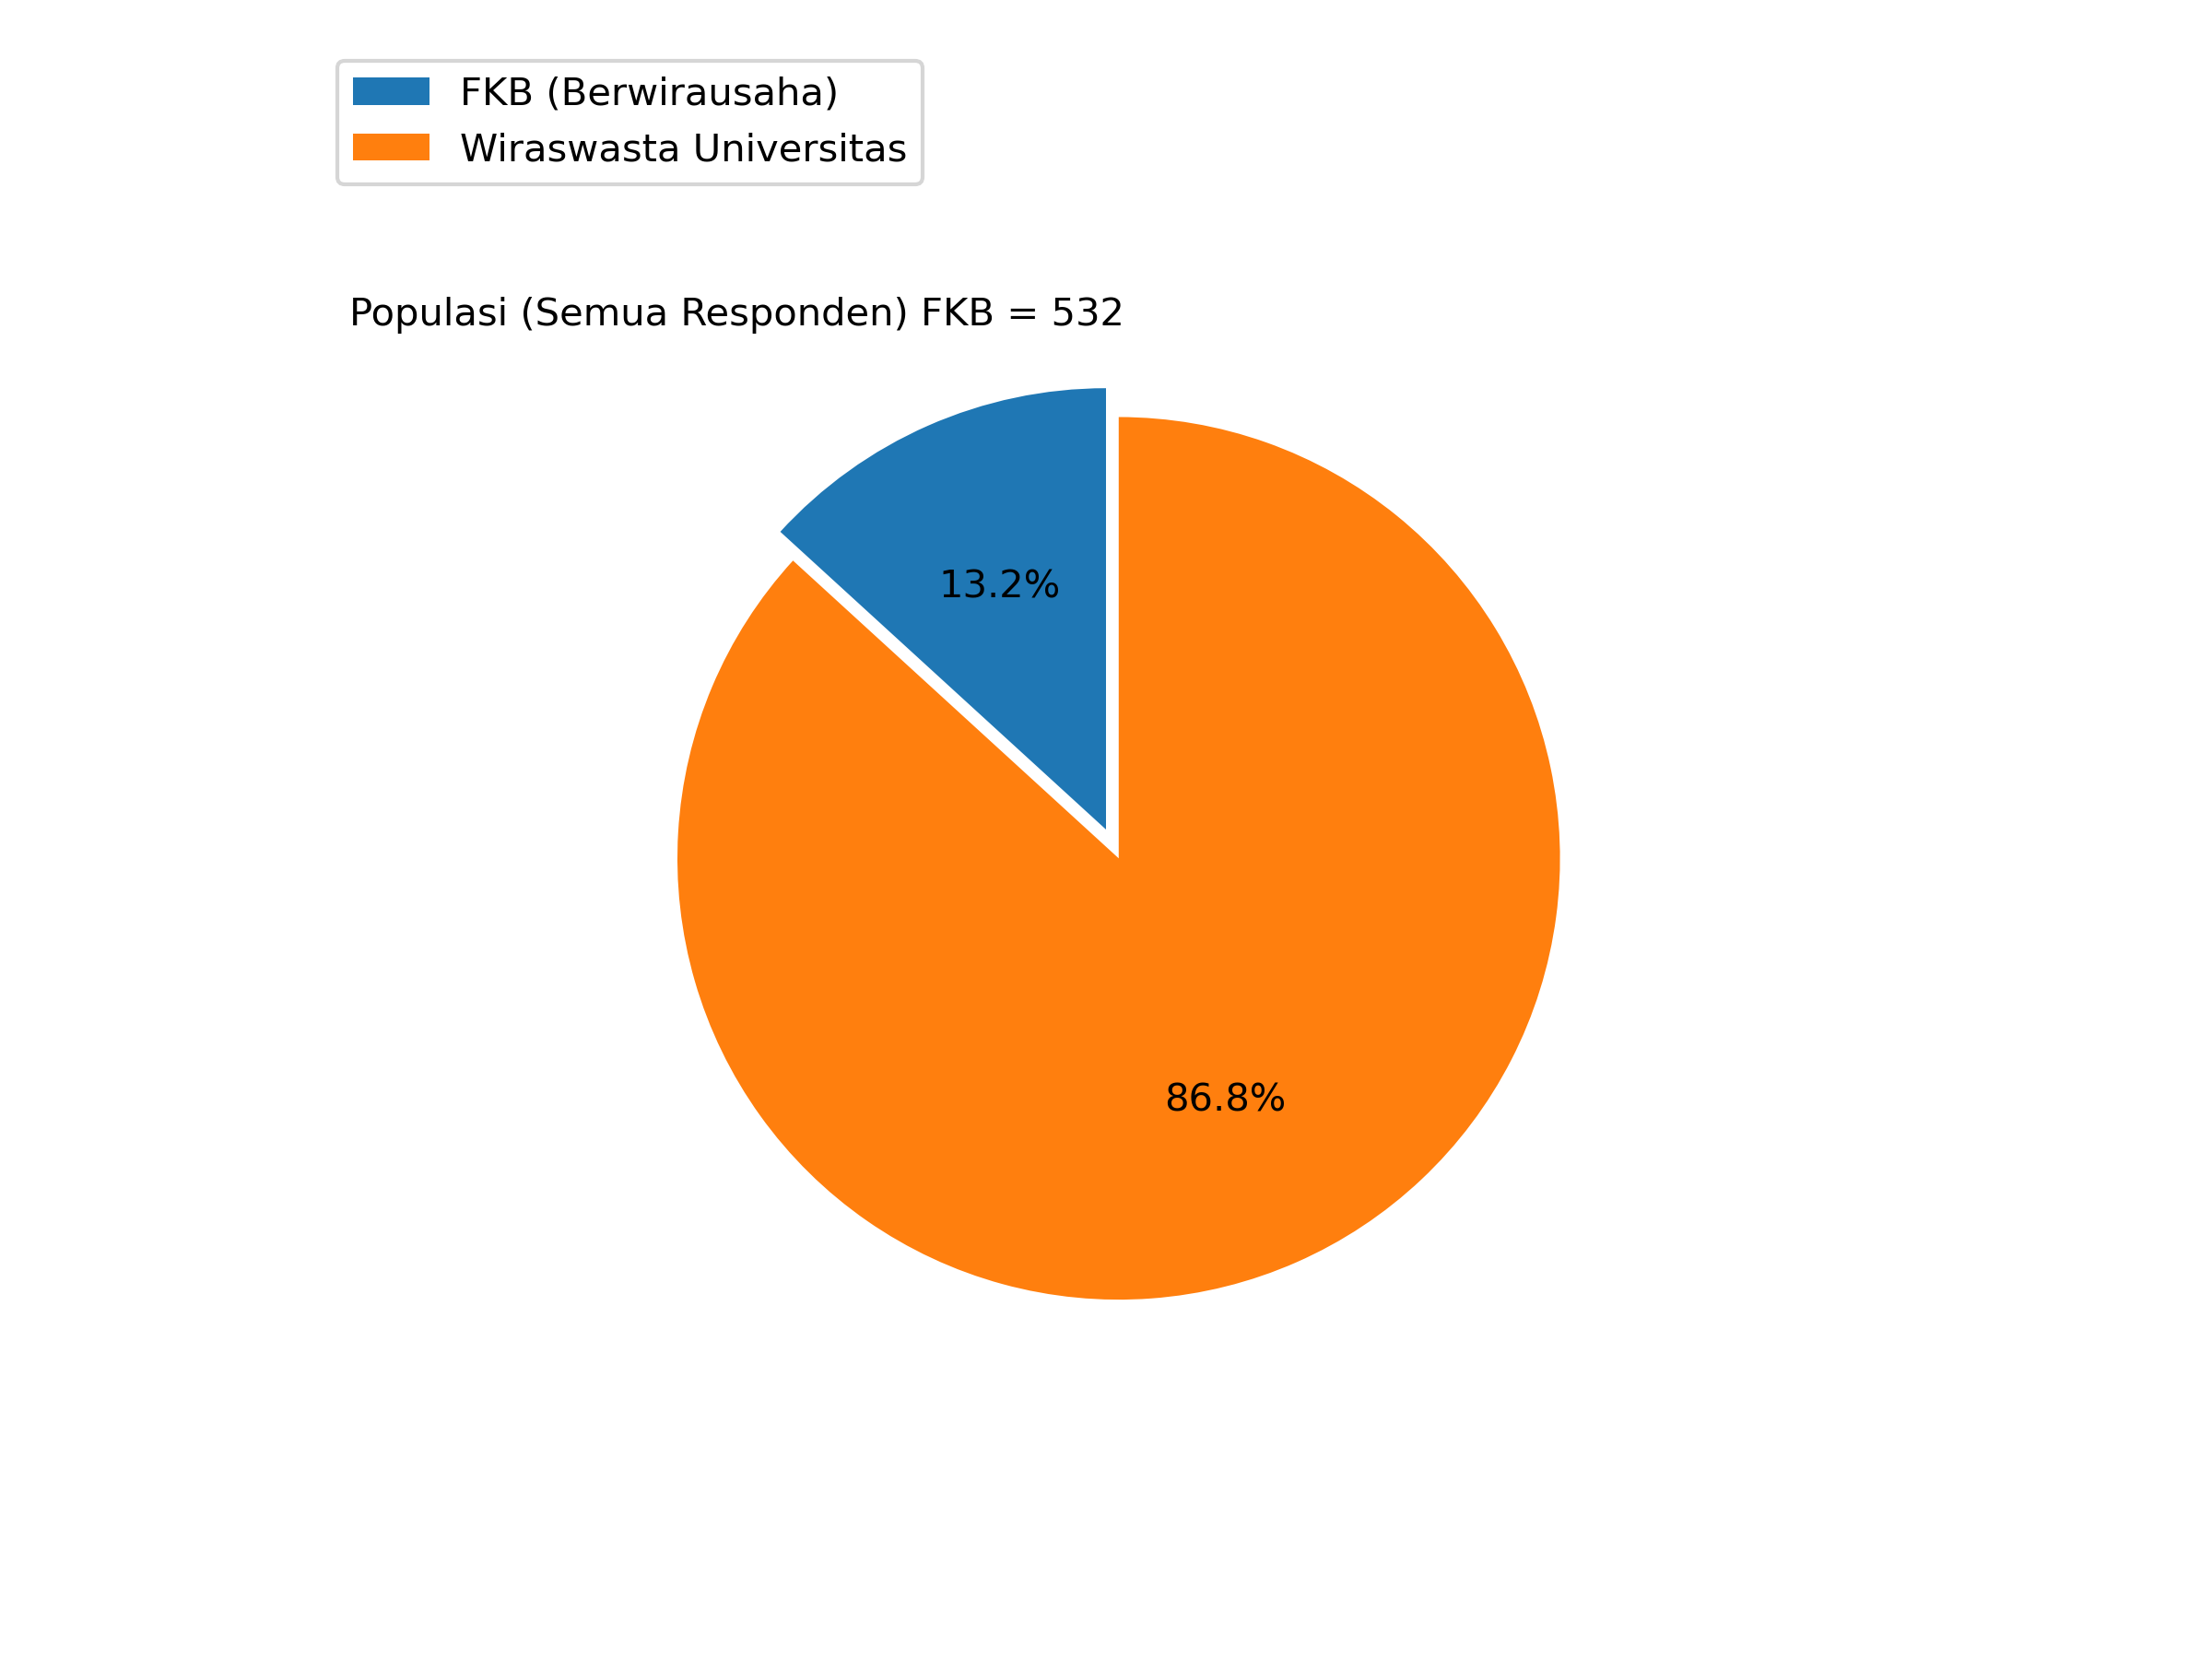 FKB (Berwirausaha)
Wiraswasta Universitas
Populasi (Semua Responden) FKB = 532
13.2%
86.8%